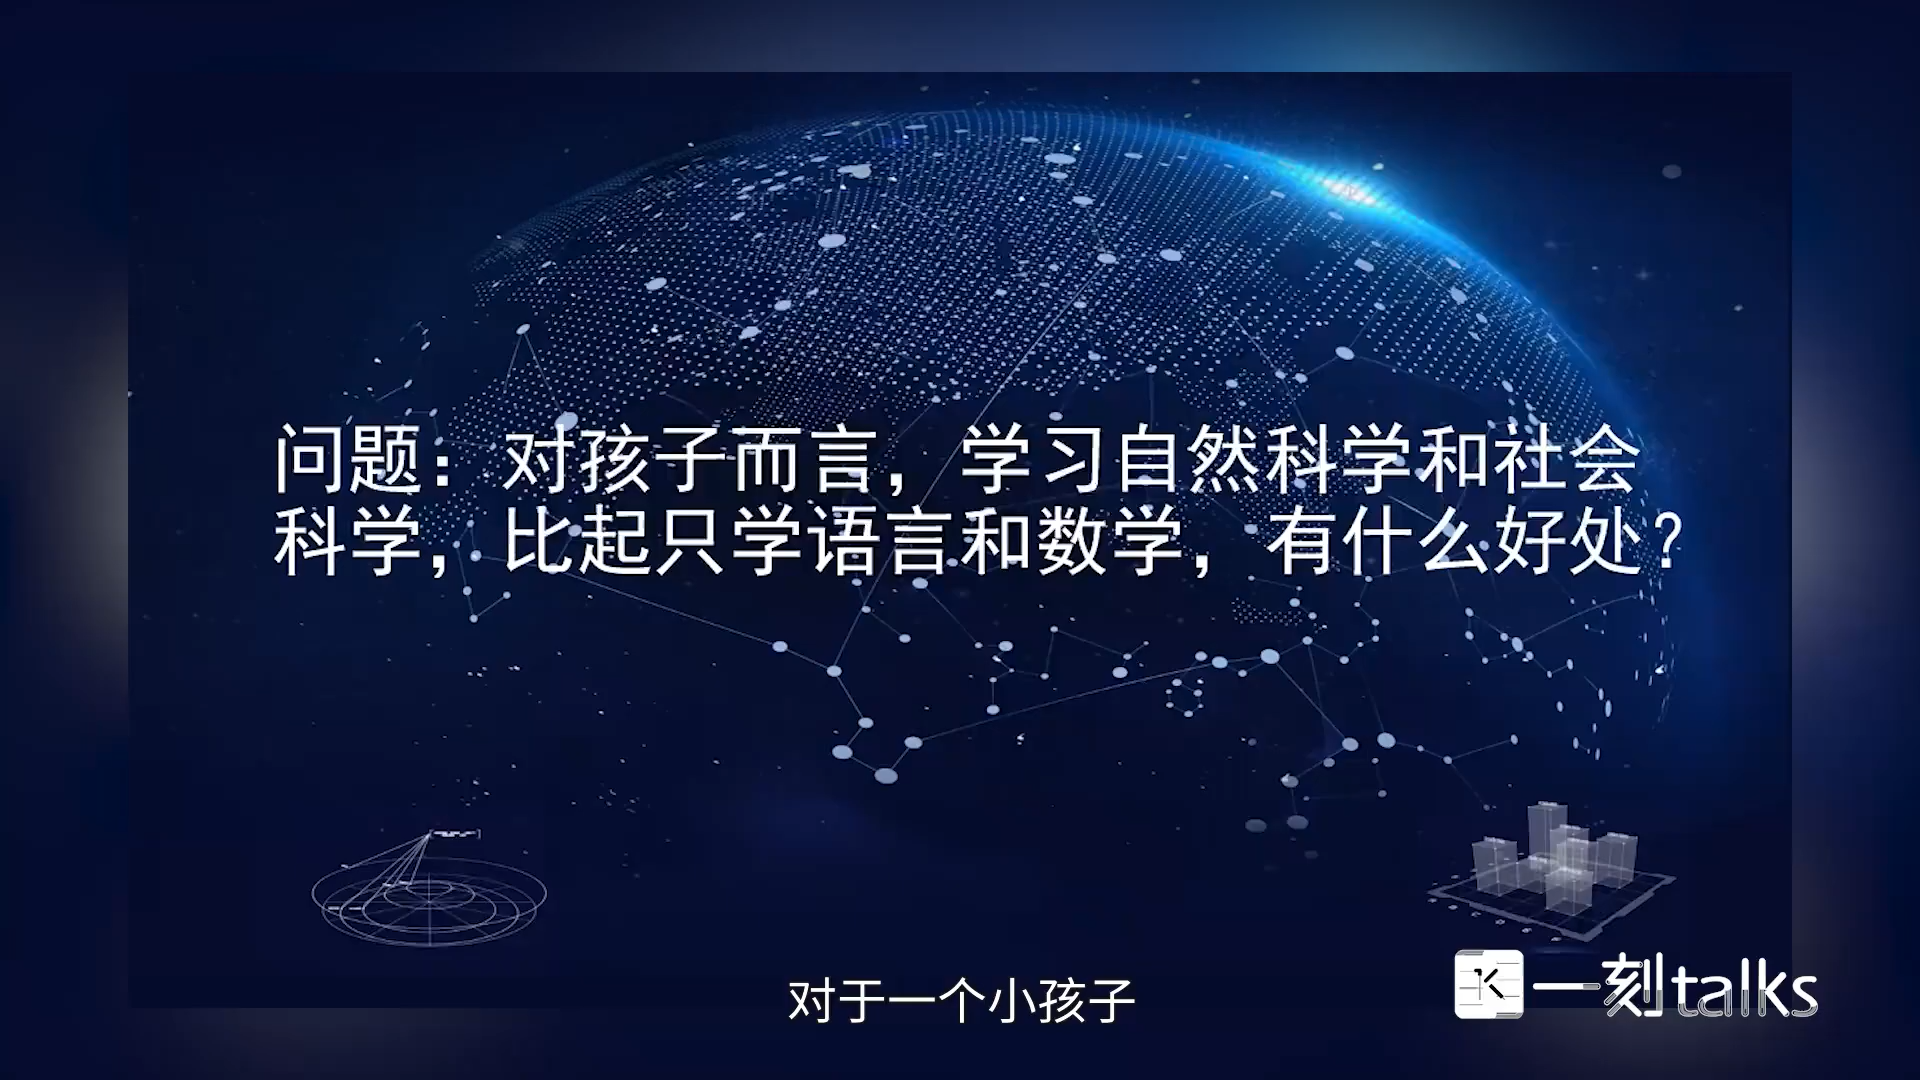 问题：对孩子而言，学习自然科学和社会
科学，比起只学语言和数学，有什么好处？
对于一个小孩子
一刻talks